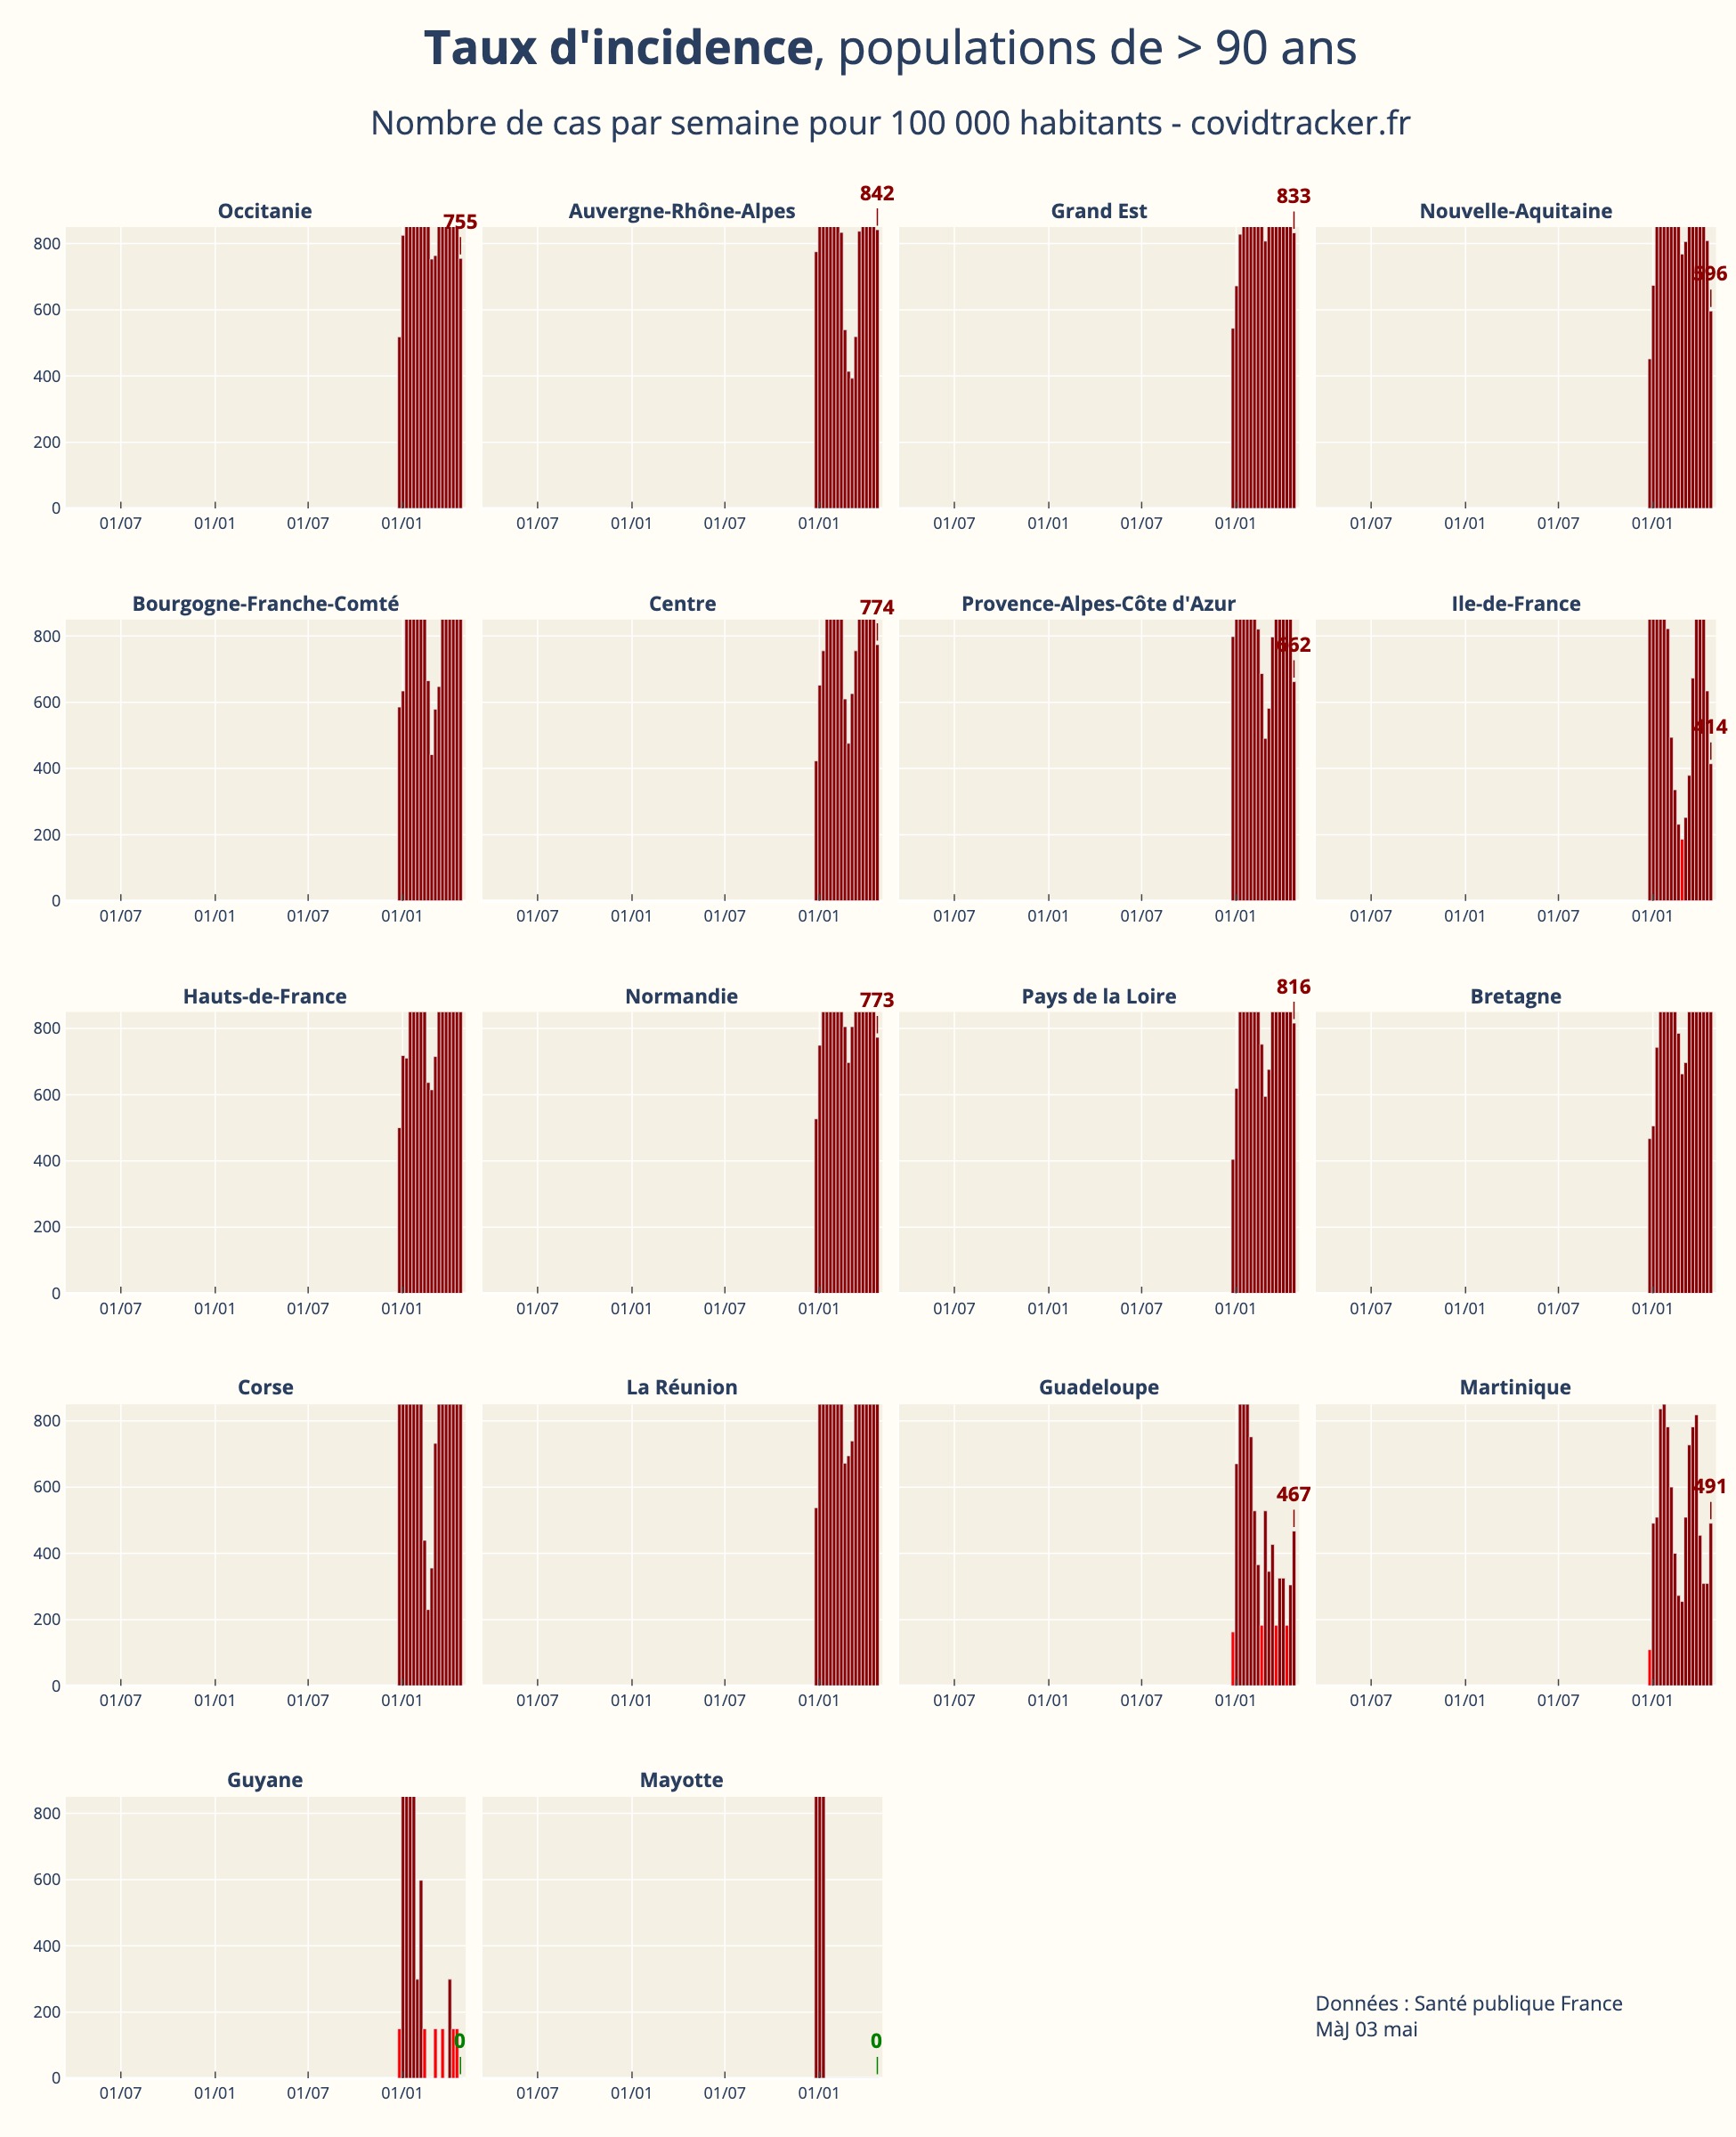 Taux d'incidence, populations de > 90 ans
Nombre de cas par semaine pour 100 000 habitants - covidtracker.fr
Occitanie
755
Auvergne-Rhône-Alpes
842
Grand Est
833
Nouvelle-Aquitaine
596
800
600
400
200
0
01/07 01/01 01/07 01/01
01/07 01/01 01/07 01/01
01/07 01/01 01/07 01/01
01/07 01/01 01/07 01/01
Bourgogne-Franche-Comté
Centre
774
Provence-Alpes-Côte d'Azur
662
Ile-de-France
414
800
600
400
200
0
01/07 01/01 01/07 01/01
01/07 01/01 01/07 01/01
01/07 01/01 01/07 01/01
01/07 01/01 01/07 01/01
Hauts-de-France
Normandie
773
Pays de la Loire
816
Bretagne
800
600
400
200
0
01/07 01/01 01/07 01/01
01/07 01/01 01/07 01/01
01/07 01/01 01/07 01/01
01/07 01/01 01/07 01/01
Corse
La Réunion
Guadeloupe
467
Martinique
491
800
600
400
200
0
01/07 01/01 01/07 01/01
01/07 01/01 01/07 01/01
01/07 01/01 01/07 01/01
01/07 01/01 01/07 01/01
Guyane
0
Mayotte
0
800
600
400
200
0
01/07 01/01 01/07 01/01
01/07 01/01 01/07 01/01
Données : Santé publique France
MàJ 03 mai